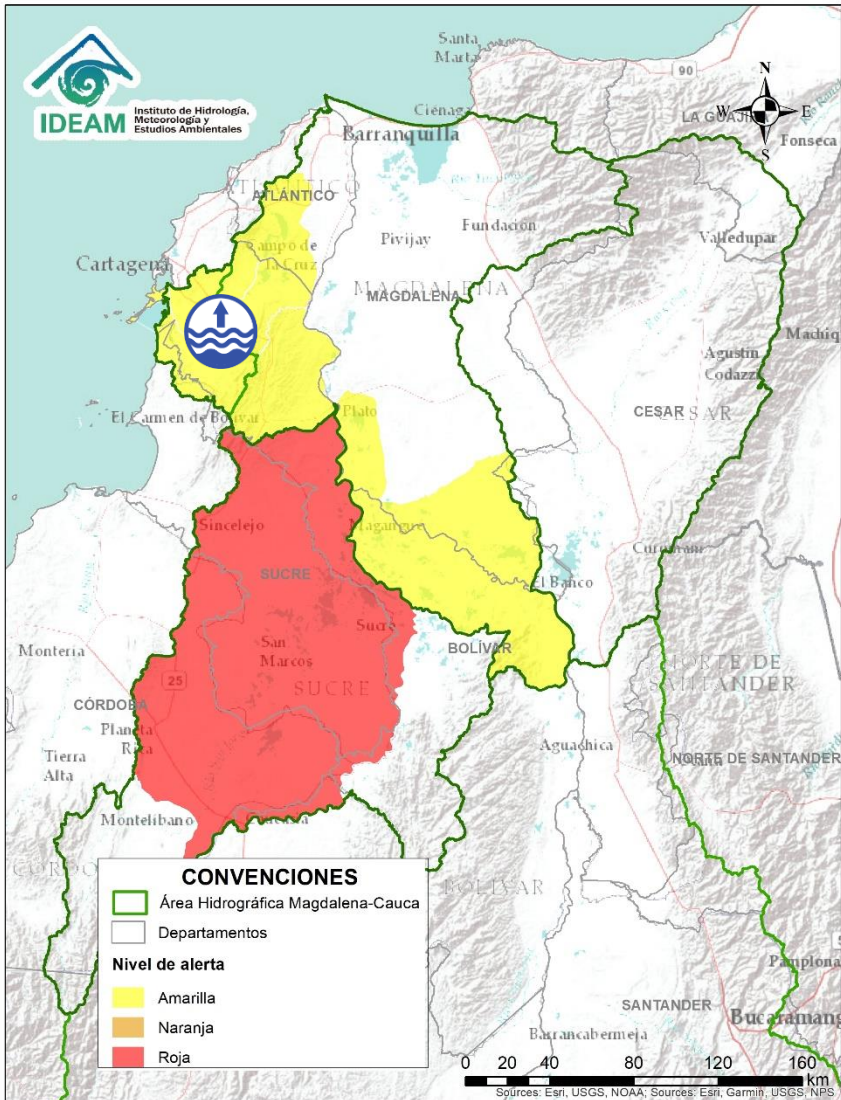 IDEAM
Instituto de Hidrología,
Meteorología y
Estudios Ambientales
Santa
Marta
90
N
W
E
S
Ciénaga
Barranquilla
Fonseca
ATLÁNTICO
Pivijay
Fundación
Valledupar
Campo de
la Cruz
Cartagena
MAGDALENA
MAGDALENA
Machiq
Agustín
Codazzi
CESAR
CESAR
El Carmen de Bolívar
Plato
Sincelejo
Magangué
Curumaní
SUCRE
El Banco
Sucre
BOLÍVAR
Montería
San
Marcos
25
SUCRE
NORTE DE
SANTANDER
CÓRDOBA
Planeta
Rica
Tierra
Alta
Aguachica
NORTE DE SANTANDER
Montelíbano
BOLÍVAR
CONVENCIONES
Área Hidrográfica Magdalena-Cauca
Departamentos
Nivel de alerta
Amarilla
Naranja
Roja
Pamplona
SANTANDER
Bucaramang
Barrancabermeja
0 20 40 80 120 160
km
Sources: Esri, USGS, NOAA; Sources: Esri, Garmin, USGS, NPS